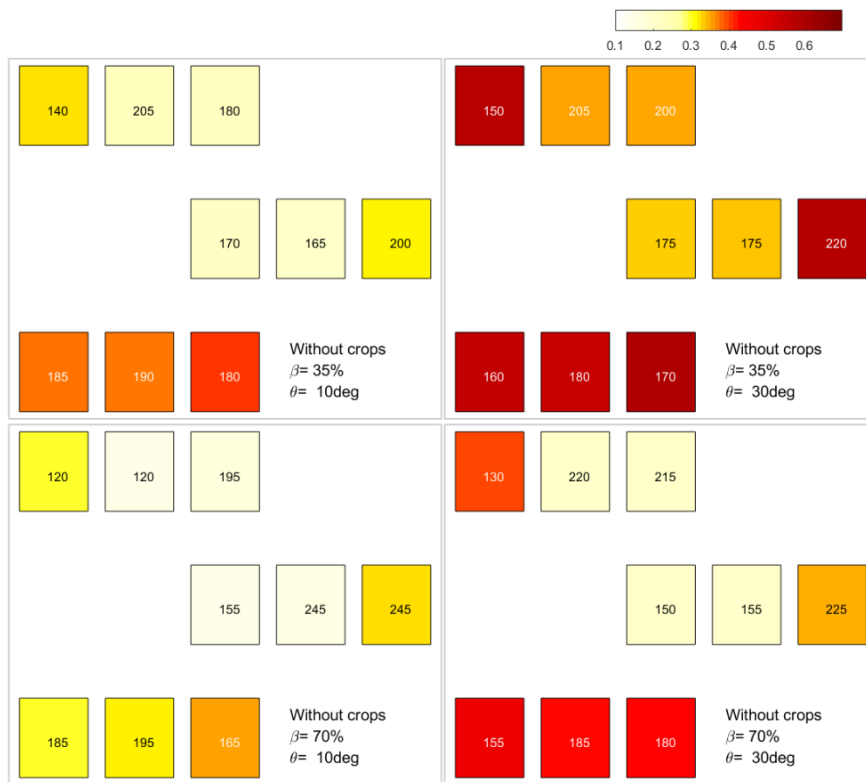 0.1 0.2 0.3 0.4 0.5 0.6
140 205 180
170 165 200
185 190 180
Without crops
β= 35%
θ= 10deg
150 205 200
175 175 220
160 180 170
Without crops
β= 35%
θ= 30deg
120 120 195
155 245 245
185 195 165
Without crops
β= 70%
θ= 10deg
130 220 215
150 155 225
155 185 180
Without crops
β= 70%
θ= 30deg